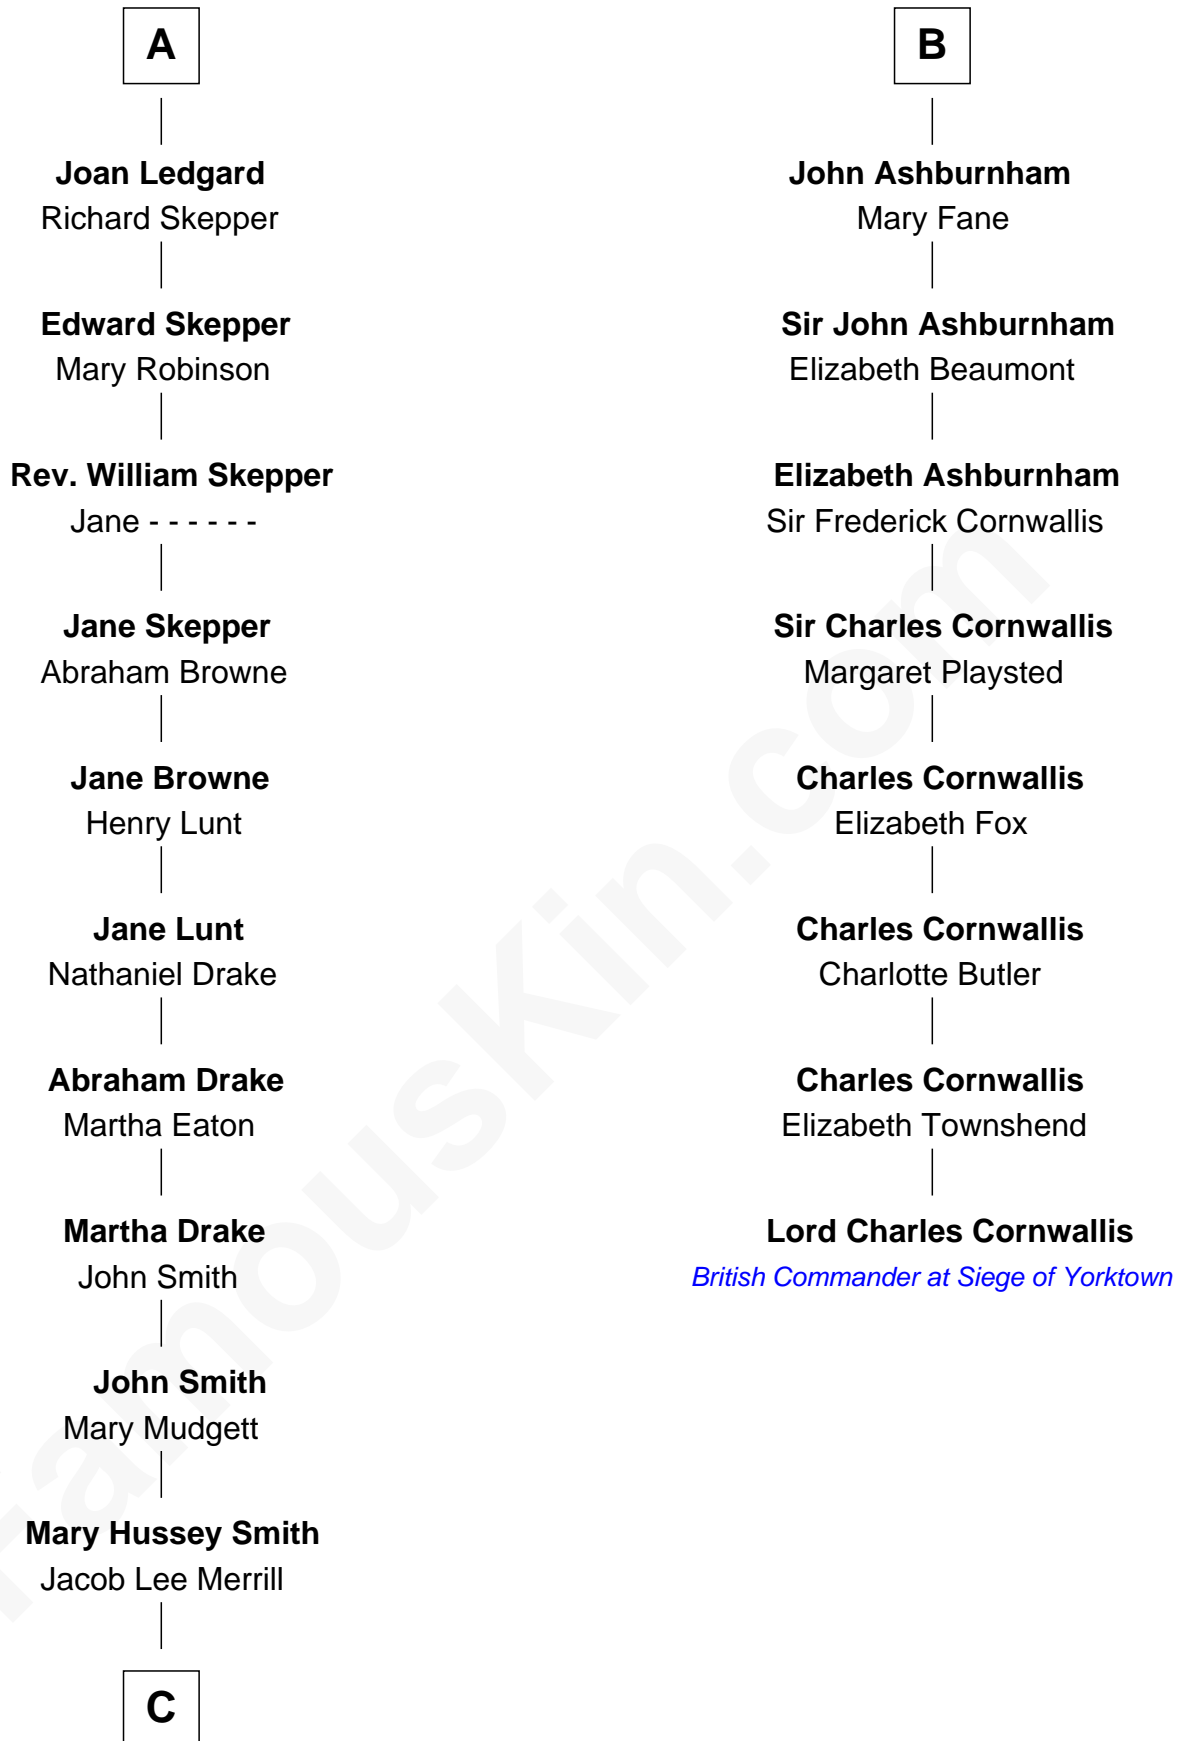 A
Joan Ledgard
Richard Skepper
Edward Skepper
Mary Robinson
Rev. William Skepper
Jane - - - - - -
Jane Skepper
Abraham Browne
Jane Browne
Henry Lunt
Jane Lunt
Nathaniel Drake
Abraham Drake
Martha Eaton
Martha Drake
John Smith
John Smith
Mary Mudgett
Mary Hussey Smith
Jacob Lee Merrill
C
B
John Ashburnham
Mary Fane
Sir John Ashburnham
Elizabeth Beaumont
Elizabeth Ashburnham
Sir Frederick Cornwallis
Sir Charles Cornwallis
Margaret Playsted
Charles Cornwallis
Elizabeth Fox
Charles Cornwallis
Charlotte Butler
Charles Cornwallis
Elizabeth Townshend
Lord Charles Cornwallis
British Commander at Siege of Yorktown
FamousKin.com